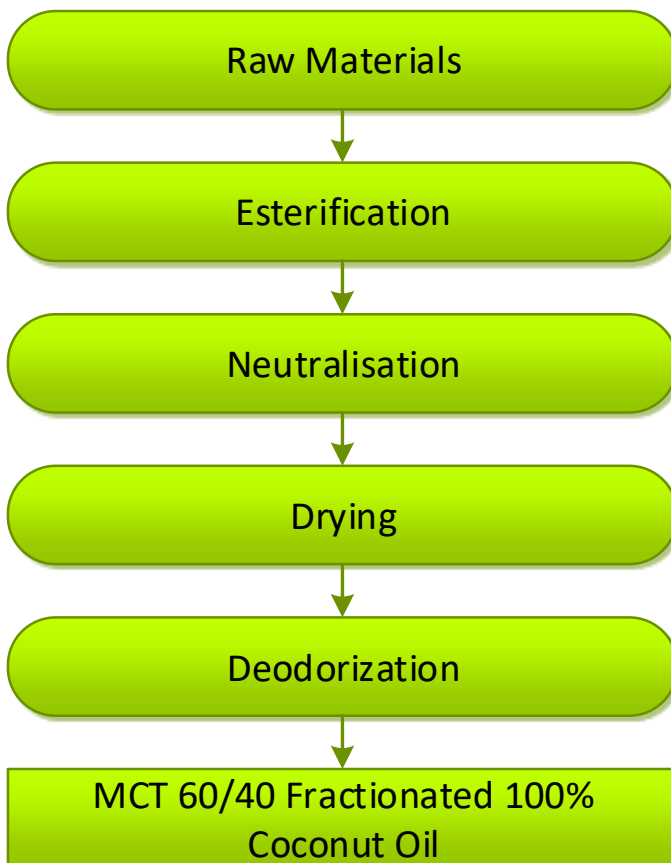 Raw Materials
Esterification
Neutralisation
Drying
Deodorization
MCT 60/40 Fractionated 100%
Coconut Oil